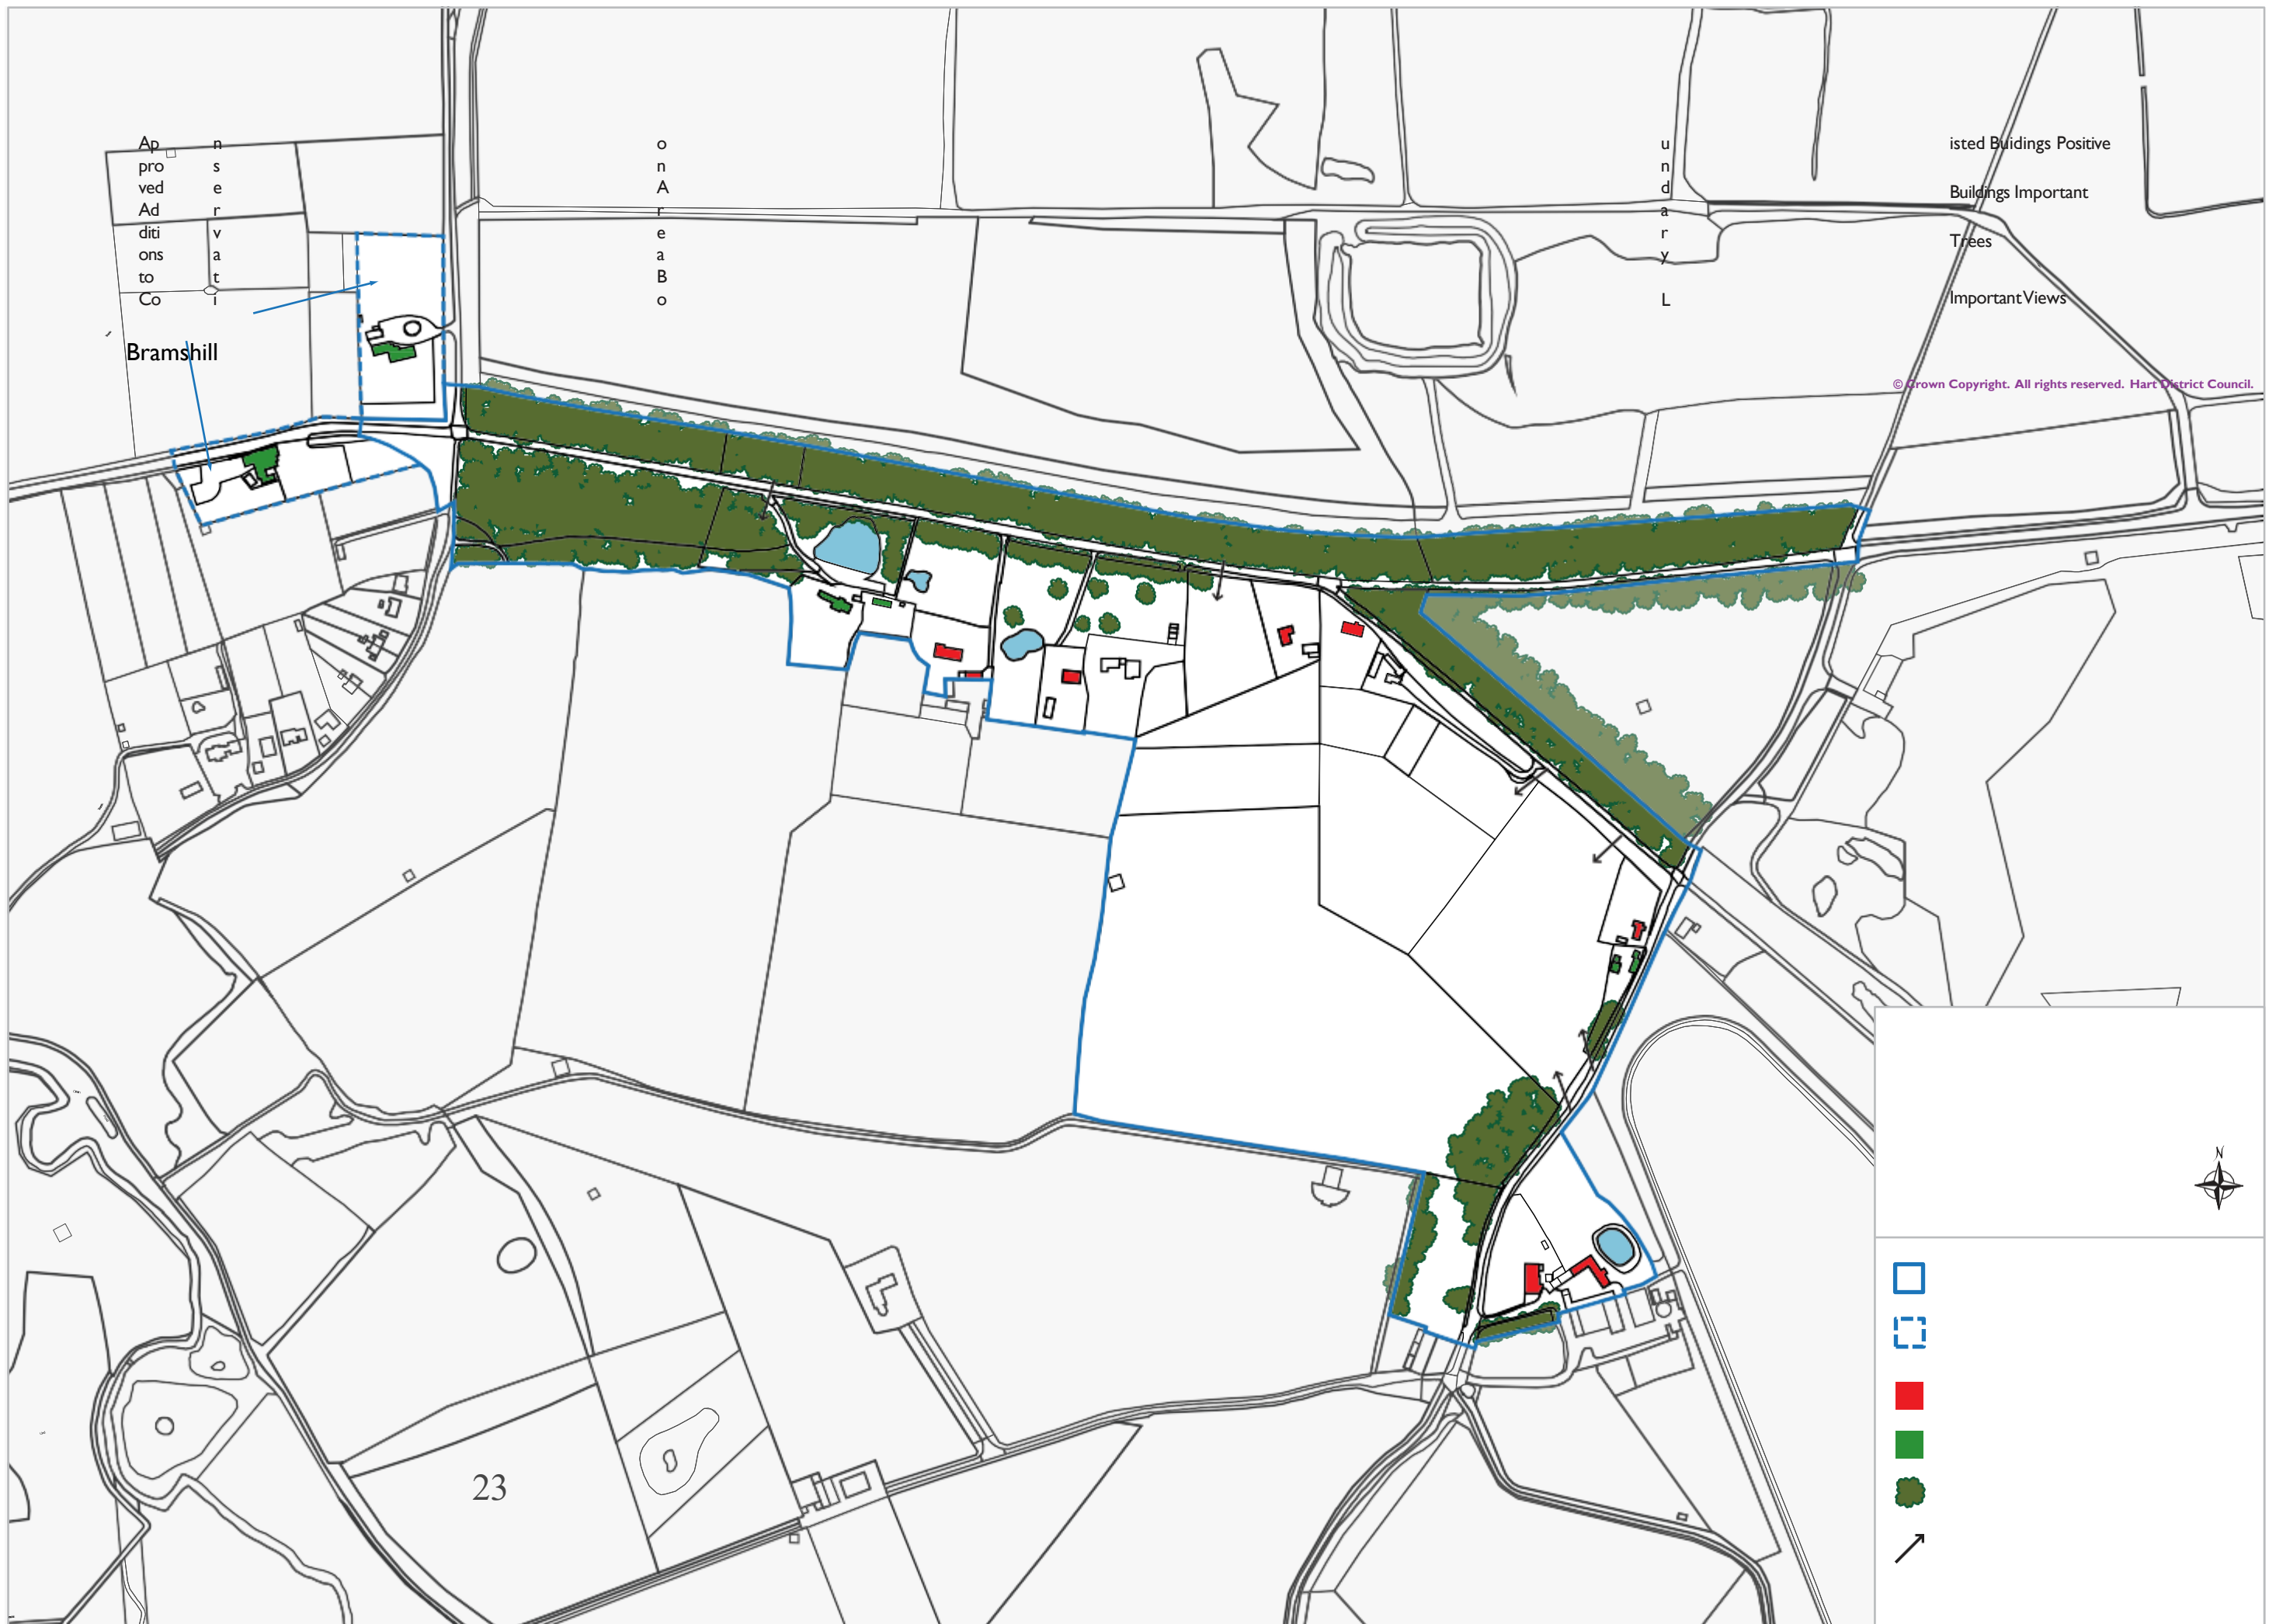 Ap
pro
ved
Ad
diti
ons
to
Co
n
s
e
r
v
a
t
i
o
n
A
r
e
a
B
o
u
n
d
a
r
y
L
isted Buidings Positive
Buildings Important
Trees
Important Views
Bramshill
© Crown Copyright. All rights reserved. Hart District Council.
N
23